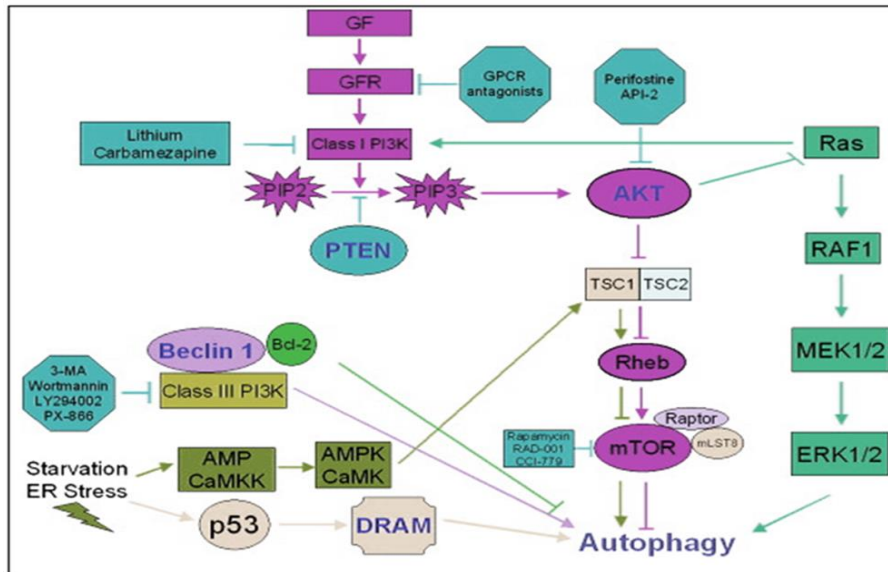 GF
GFR
GPCR
antagonists
Perifostine
API-2
Lithium
Carbamezapine
Class I PI3K
Ras
PIP2
PIP3
AKT
PTEN
RAF1
TSC1
TSC2
Beclin 1
Bcl-2
Rheb
MEK1/2
3-MA
Wortmannin
LY294002
PX-866
Class III PI3K
Raptor
Rapamycin
RAD-001
CCI-779
mTOR
mLST8
AMP
CaMKK
AMPK
CaMK
ERK1/2
Starvation
ER Stress
p53
DRAM
Autophagy